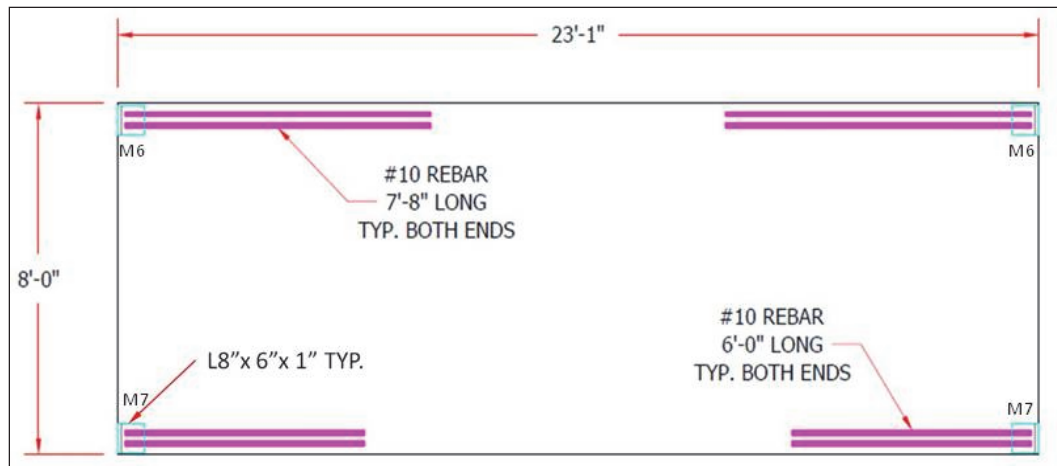 23'-1"
M6
M6
#10 REBAR
7'-8" LONG
TYP. BOTH ENDS
8'-0"
#10 REBAR
6'-0" LONG
TYP. BOTH ENDS
L8”x 6”x 1” TYP.
M7
M7